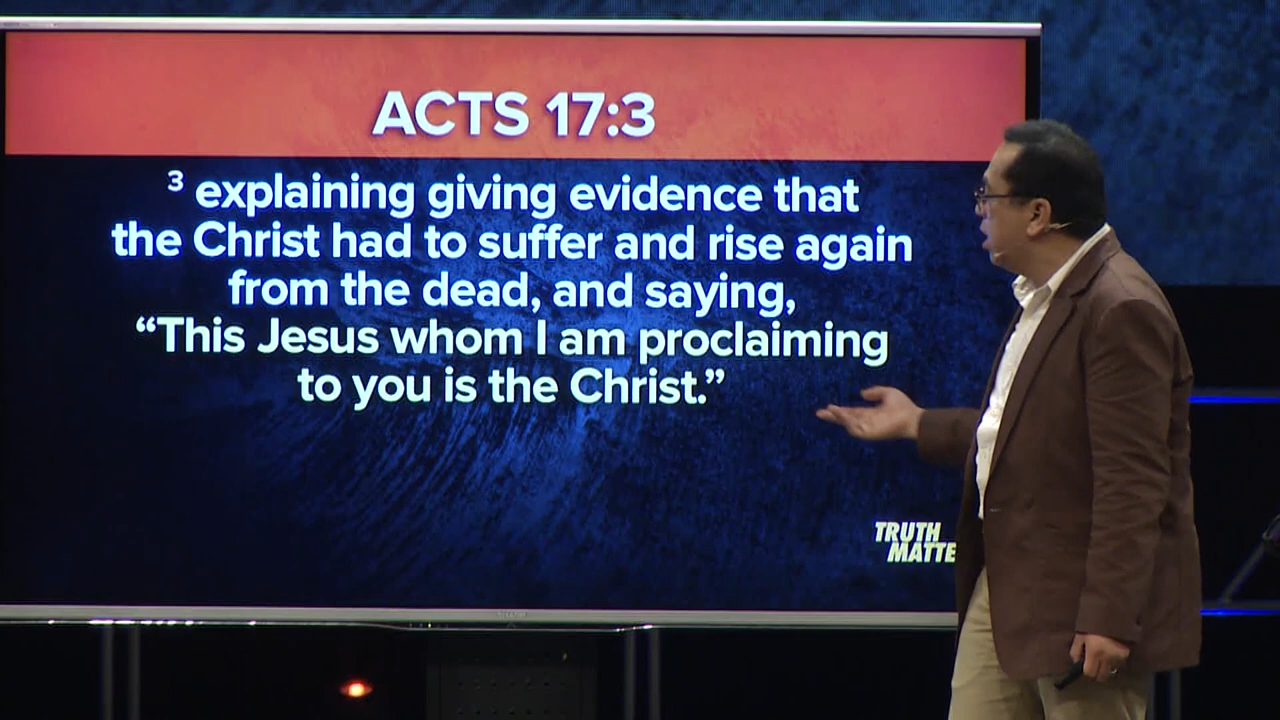 ACTS 17:3
3 explaining giving evidence that
the Christ had to suffer and rise again
from the dead, and saying,
“This Jesus whom I am proclaiming
to you is the Christ.”
TRUTH
MATTE